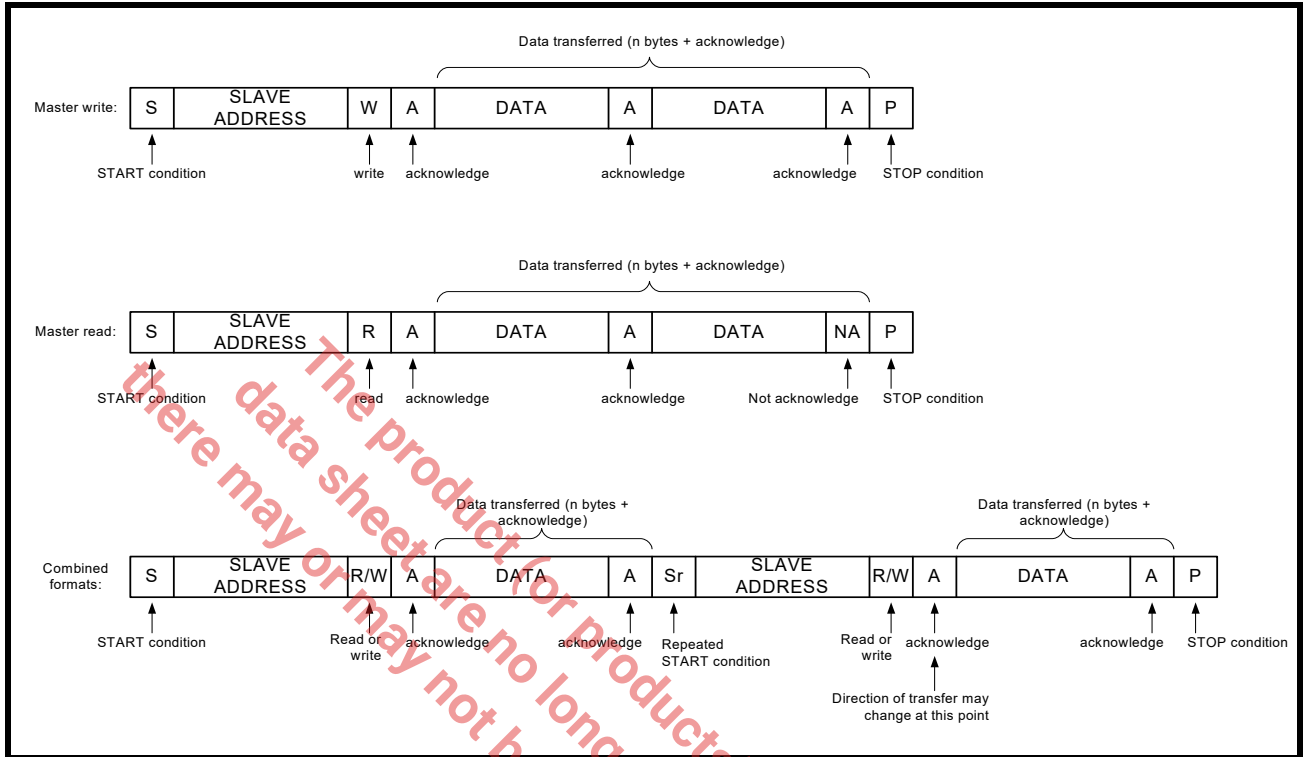 Data transferred (n bytes + acknowledge)
Master write:
S
SLAVE
ADDRESS
W
A
DATA
A
DATA
A
P
START condition
write
acknowledge
acknowledge
acknowledge
STOP condition
Data transferred (n bytes + acknowledge)
Master read:
S
SLAVE
ADDRESS
R
A
DATA
A
DATA
NA
P
START condition
read
acknowledge
acknowledge
Not acknowledge
STOP condition
Data transferred (n bytes +
acknowledge)
Data transferred (n bytes +
acknowledge)
Combined
formats:
S
SLAVE
ADDRESS
R/W
A
DATA
A
Sr
SLAVE
ADDRESS
R/W
A
DATA
A
P
START condition
Read or
write
acknowledge
acknowledge
Repeated
START condition
Read or
write
acknowledge
acknowledge
STOP condition
Direction of transfer may
change at this point
The product (or products
data sheet are no long
there may or may not b